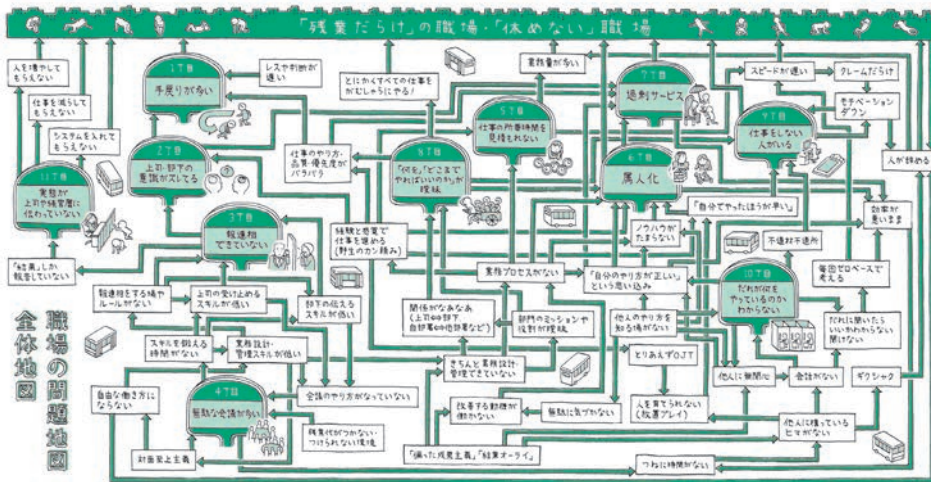 「残業だらけ」の職場・「休めない」職場
人を増やして
もらえない
仕事を減らして
もらえない
システムを入れて
もらえない
1丁目
手戻りが多い
レスや判断が
遅い
とにかくすべての仕事を
がむしゃらにやる!
業務量が多い
7丁目
過剰サービス
スピードが遅い
クレームだらけ
モチベーション
ダウン
9丁目
仕事をしない
人がいる
人が辞める
2丁目
上司・部下の
意識がズレてる
仕事のやり方・
品質・優先度が
バラバラ
8丁目
「何を」「どこまで
やればいいのか」が
曖昧
5丁目
仕事の所要時間を
見積もれない
6丁目
属人化
11丁目
実態が
上司や経営層に
伝わっていない
3丁目
報連相
できていない
経験と感覚で
仕事を進める
(野生のカン頼み)
ノウハウが
たまらない
「自分でやったほうが早い」
効率が
悪いまま
不適材不適所
「結果」しか
報告していない
業務プロセスがない
「自分のやり方が正しい」
という思い込み
毎回ゼロベースで
考える
10丁目
だれが何を
やっているのか
わからない
報連相をする場や
ルールがない
上司の受け止める
スキルが低い
部下の伝える
スキルが低い
関係がなあなあ
(上司⇔部下、
自部署⇔他部署など)
部門のミッションや
役割が曖昧
他人のやり方を
知る場がない
だれに聞いたら
いいかわからない
聞けない
スキルを鍛える
時間がない
業務設計・
管理スキルが低い
きちんと業務設計・
管理できていない
とりあえずOJT
他人に無関心
会議がない
ギクシャク
自由な働き方に
ならない
4丁目
無駄な会議が多い
会議のやり方がなっていない
改善する動機が
働かない
無駄に気づかない
人を育てられない
(放置プレイ)
他人に構っている
ヒマがない
残業代がつかない・
つけられない環境
対面至上主義
「偏った成果主義」「結果オーライ」
つねに時間がない
職場の問題地図
全体地図